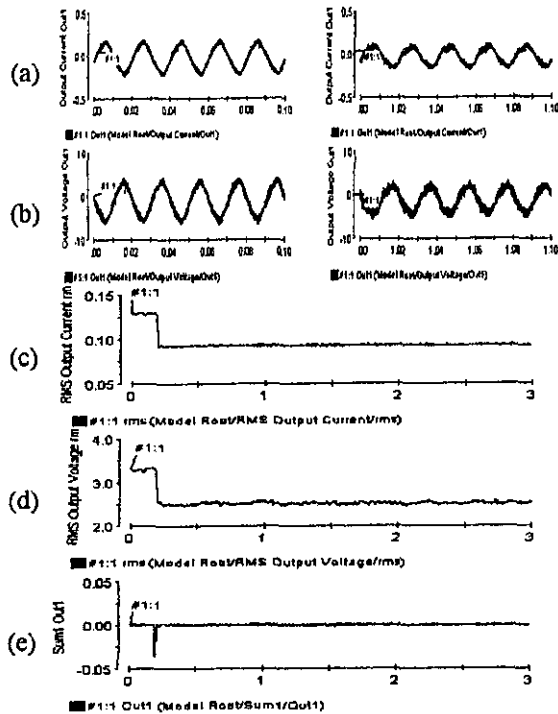 (a)
Output Current Out1
0.5
0.0
-0.5
#1:1
0.00 0.02 0.04 0.06 0.08 0.10
#1:1 Out1 (Model Root/Output Current/Out1)
Output Current Out1
0.5
0.0
-0.5
#1:1
1.00 1.02 1.04 1.06 1.08 1.10
#1:1 Out1 (Model Root/Output Current/Out1)
(b)
Output Voltage Out1
10
0
-10
#1:1
0.00 0.02 0.04 0.06 0.08 0.10
#1:1 Out1 (Model Root/Output Voltage/Out1)
Output Voltage Out1
10
0
-10
#1:1
1.00 1.02 1.04 1.06 1.08 1.10
#1:1 Out1 (Model Root/Output Voltage/Out1)
(c)
RMS Output Current rm
0.15
0.10
0.05
#1:1
0 1 2 3
#1:1 rms (Model Root/RMS Output Current/rms)
(d)
RMS Output Voltage rm
4.0
3.0
2.0
#1:1
0 1 2 3
#1:1 rms (Model Root/RMS Output Voltage/rms)
(e)
Sum1 Out1
0.05
0.00
-0.05
#1:1
0 1 2 3
#1:1 Out1 (Model Root/Sum1/Out1)